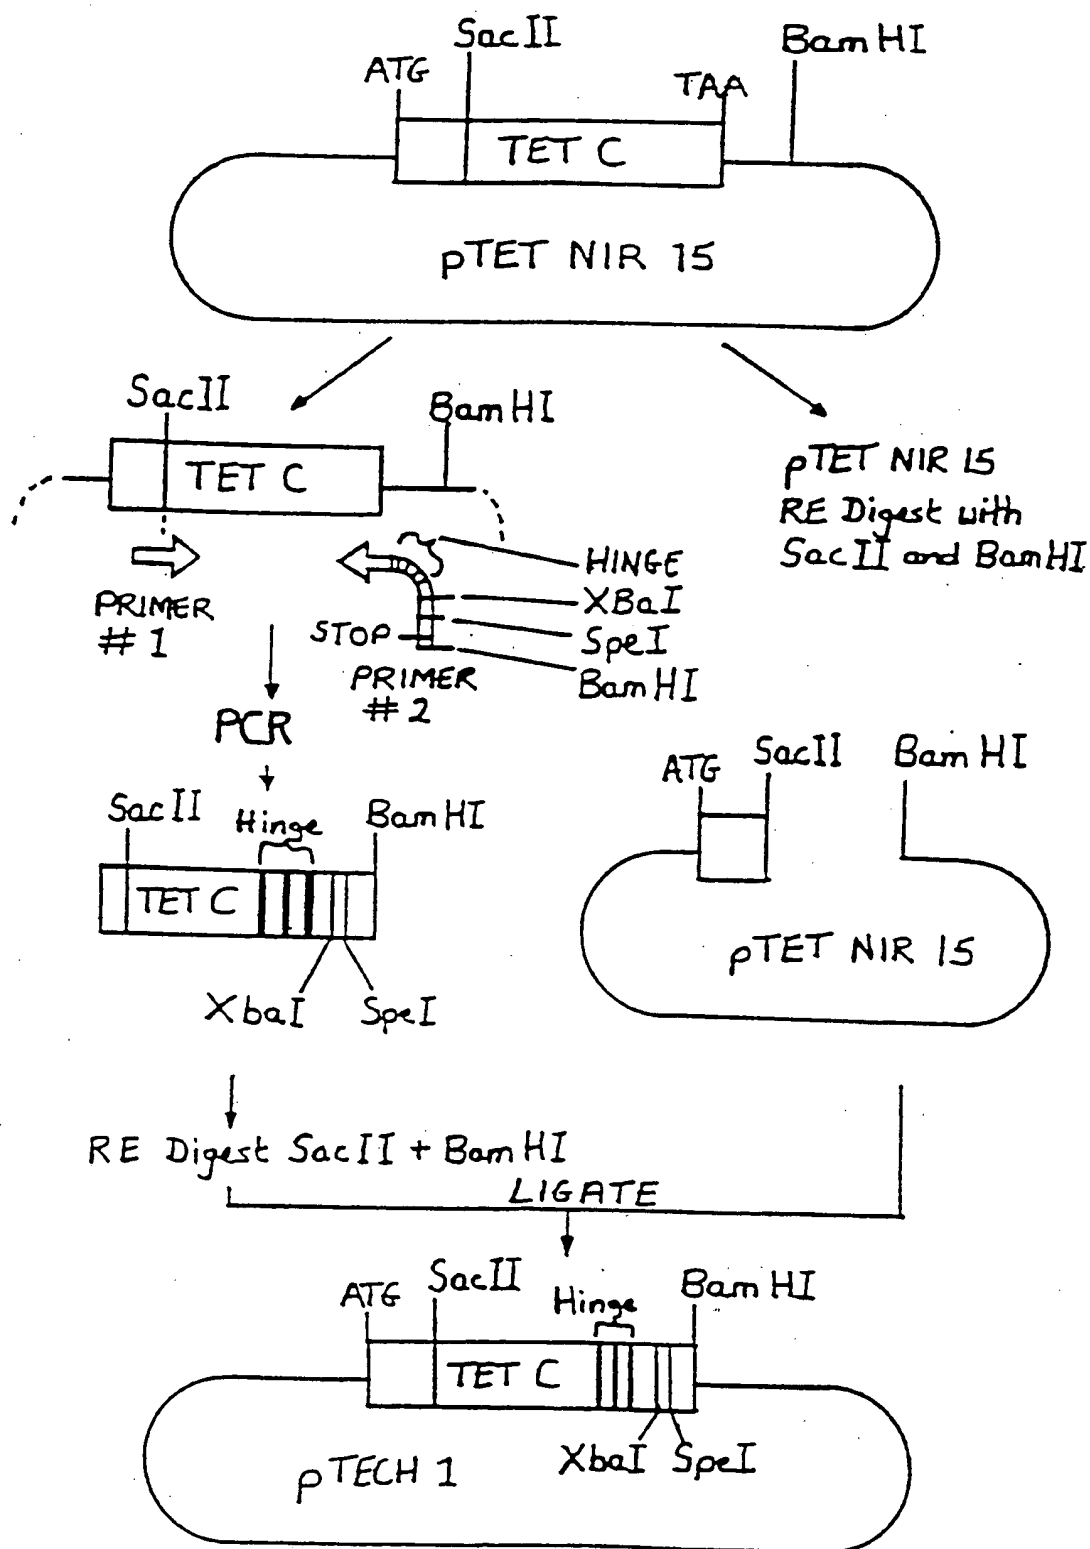 SacII
BamHI
ATG
TAA
TET C
pTET NIR 15
SacII
BamHI
TET C
pTET NIR 15
RE Digest with
SacII and BamHI
HINGE
XBaI
SpeI
BamHI
STOP
PRIMER
# 1
PRIMER
# 2
PCR
SacII
Hinge
BamHI
TET C
XbaI
SpeI
ATG
SacII
BamHI
pTET NIR 15
RE Digest SacII + BamHI
LIGATE
ATG
SacII
Hinge
BamHI
TET C
XbaI
SpeI
pTECH 1